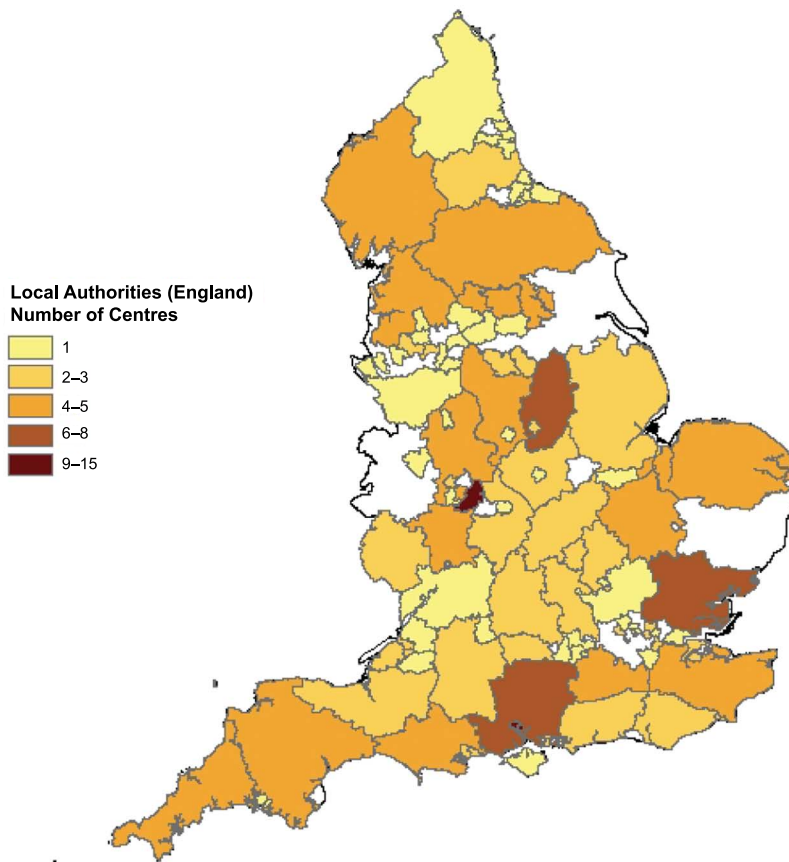 Local Authorities (England)
Number of Centres
1
2–3
4–5
6–8
9–15